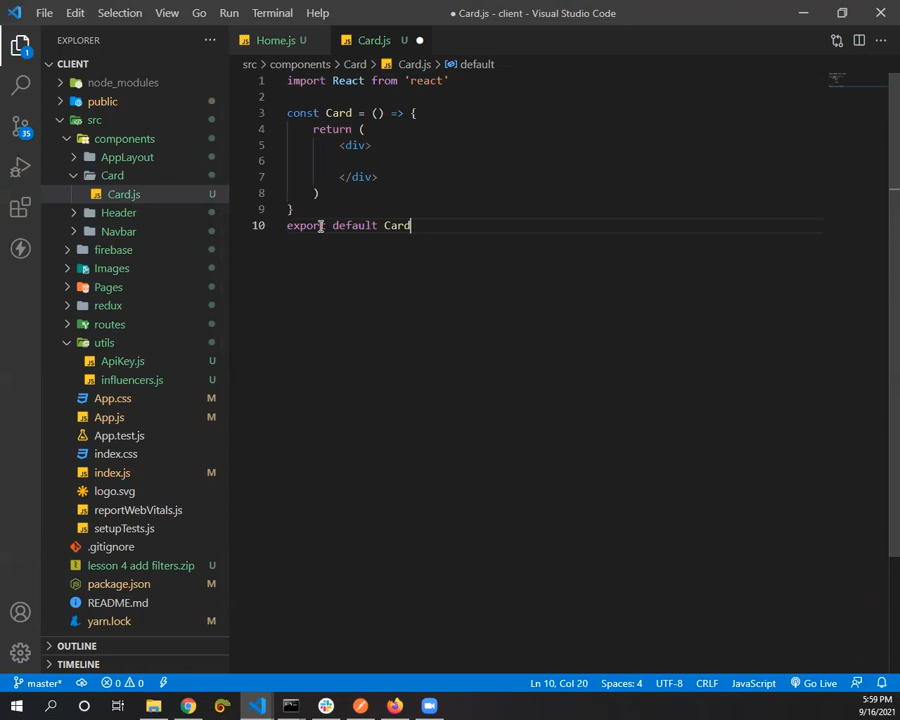 File Edit Selection View Go Run Terminal Help
● Card.js - client - Visual Studio Code
EXPLORER
Home.js U
Card.js U
CLIENT
src > components > Card > Card.js > default
node_modules
public
src
components
AppLayout
Card
Card.js U
Header
Navbar
firebase
Images
Pages
redux
routes
utils
ApiKey.js U
influencers.js U
App.css M
App.js M
App.test.js
index.css
index.js M
logo.svg
reportWebVitals.js
setupTests.js
.gitignore
lesson 4 add filters.zip U
package.json M
README.md
yarn.lock M
OUTLINE
TIMELINE
1 import React from 'react'
2
3 const Card = () => {
4 return (
5 <div>
6
7 </div>
8 )
9 }
10 export default Card
1
35
master* 0 0 Ln 10, Col 20 Spaces: 4 UTF-8 CRLF JavaScript Go Live
5:59 PM
9/16/2021